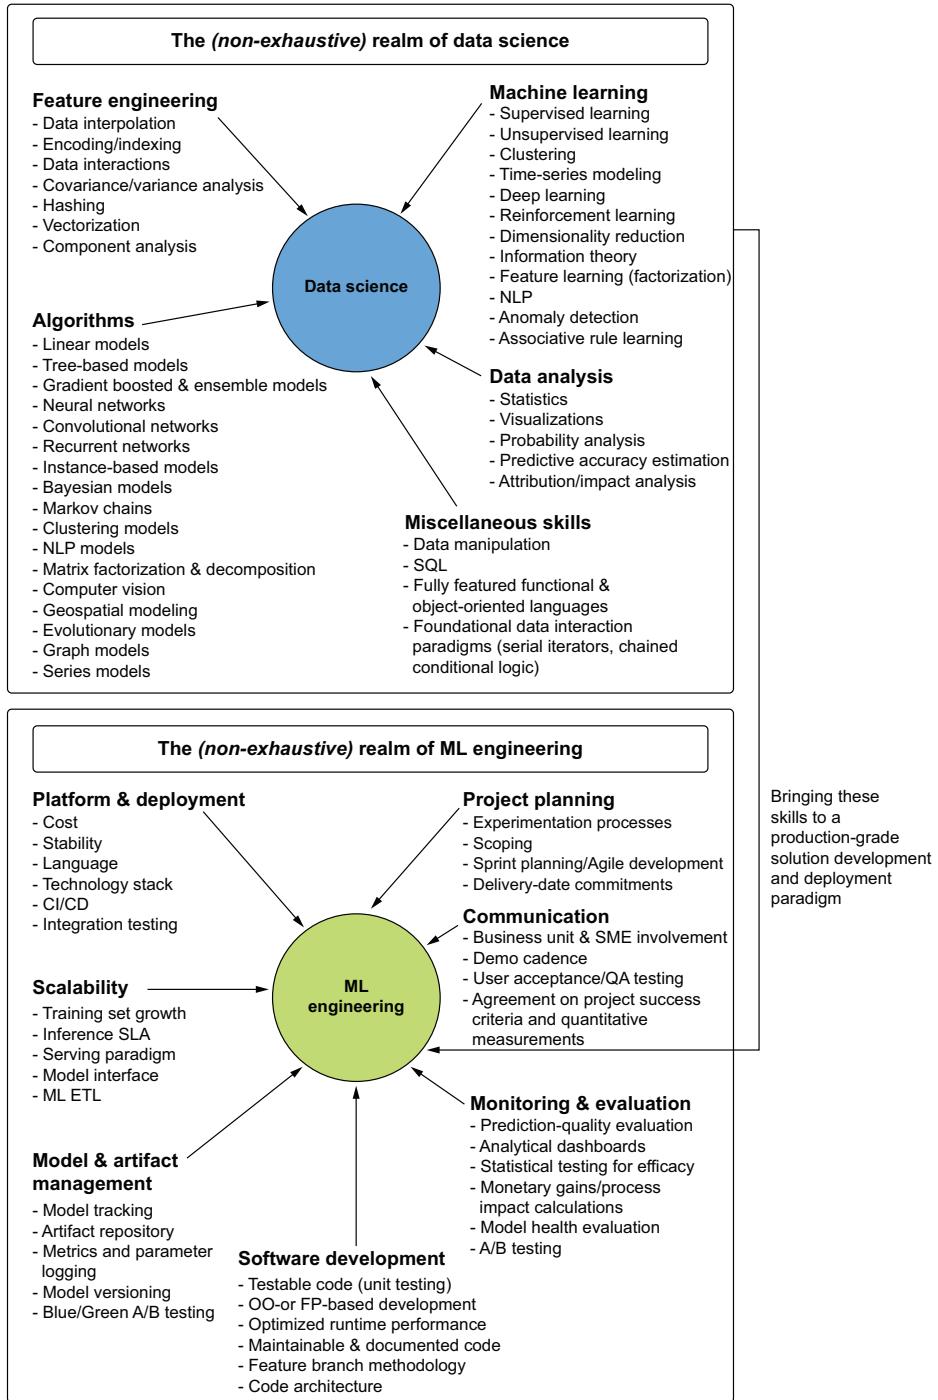 The (non-exhaustive) realm of data science
Feature engineering
- Data interpolation
- Encoding/indexing
- Data interactions
- Covariance/variance analysis
- Hashing
- Vectorization
- Component analysis
Machine learning
- Supervised learning
- Unsupervised learning
- Clustering
- Time-series modeling
- Deep learning
- Reinforcement learning
- Dimensionality reduction
- Information theory
- Feature learning (factorization)
- NLP
- Anomaly detection
- Associative rule learning
Data science
Algorithms
- Linear models
- Tree-based models
- Gradient boosted & ensemble models
- Neural networks
- Convolutional networks
- Recurrent networks
- Instance-based models
- Bayesian models
- Markov chains
- Clustering models
- NLP models
- Matrix factorization & decomposition
- Computer vision
- Geospatial modeling
- Evolutionary models
- Graph models
- Series models
Data analysis
- Statistics
- Visualizations
- Probability analysis
- Predictive accuracy estimation
- Attribution/impact analysis
Miscellaneous skills
- Data manipulation
- SQL
- Fully featured functional &
object-oriented languages
- Foundational data interaction
paradigms (serial iterators, chained
conditional logic)
The (non-exhaustive) realm of ML engineering
Platform & deployment
- Cost
- Stability
- Language
- Technology stack
- CI/CD
- Integration testing
Project planning
- Experimentation processes
- Scoping
- Sprint planning/Agile development
- Delivery-date commitments
Bringing these
skills to a
production-grade
solution development
and deployment
paradigm
Communication
- Business unit & SME involvement
- Demo cadence
- User acceptance/QA testing
- Agreement on project success
criteria and quantitative
measurements
ML
engineering
Scalability
- Training set growth
- Inference SLA
- Serving paradigm
- Model interface
- ML ETL
Monitoring & evaluation
- Prediction-quality evaluation
- Analytical dashboards
- Statistical testing for efficacy
- Monetary gains/process
impact calculations
- Model health evaluation
- A/B testing
Model & artifact
management
- Model tracking
- Artifact repository
- Metrics and parameter
logging
- Model versioning
- Blue/Green A/B testing
Software development
- Testable code (unit testing)
- OO-or FP-based development
- Optimized runtime performance
- Maintainable & documented code
- Feature branch methodology
- Code architecture